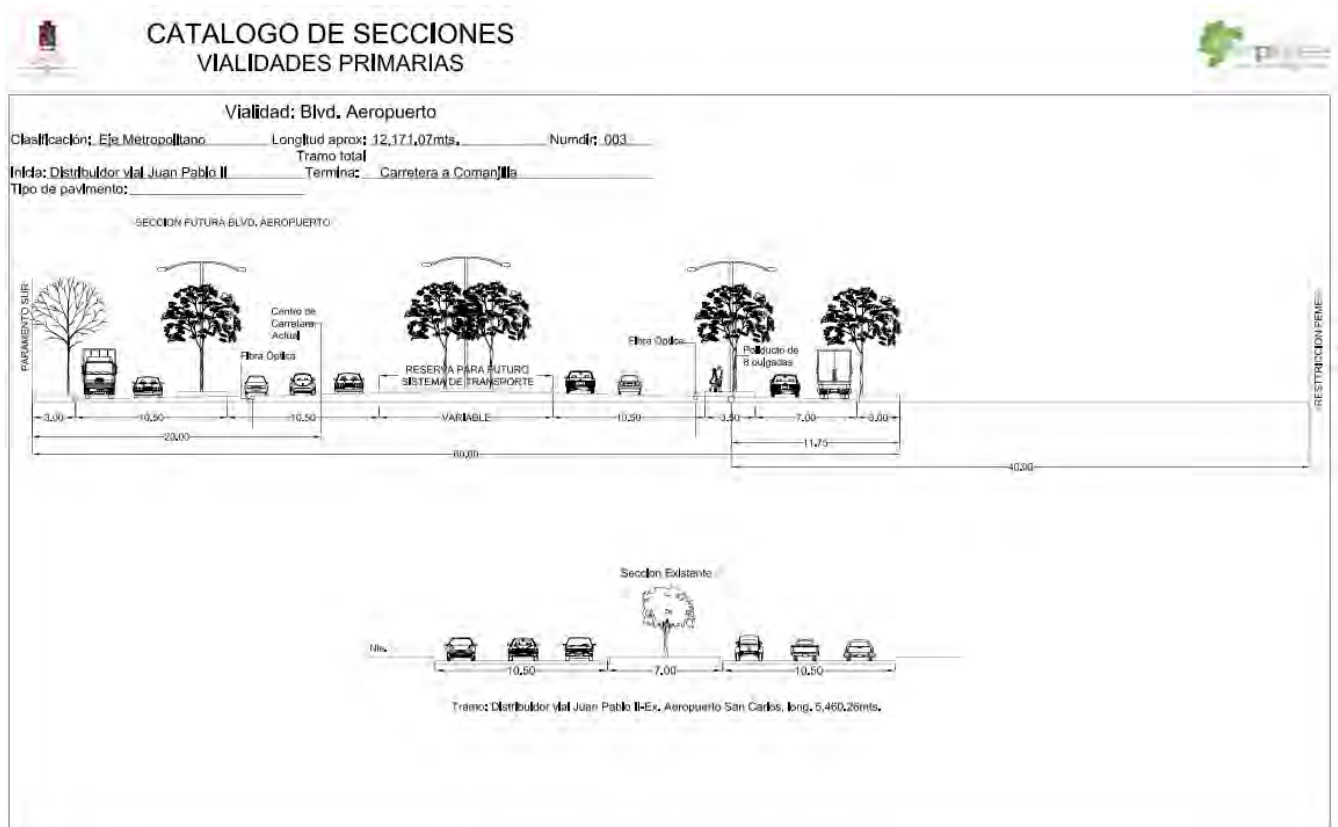 CATALOGO DE SECCIONES
VIALIDADES PRIMARIAS
Vialidad: Blvd. Aeropuerto
Clasificación: Eje Metropolitano Longitud aprox: 12,171.07mts. Numdir: 003
Tramo total
Inicia: Distribuidor vial Juan Pablo II Termina: Carretera a Comanjilla
Tipo de pavimento:
SECCION FUTURA BLVD. AEROPUERTO
PARAMENTO SUR
Centro de
Carretera
Actual
Fibra Optica
RESERVA PARA FUTURO
SISTEMA DE TRANSPORTE
Fibra Optica
Poliducto de
8 pulgadas
RESTTRICCION PEMEX
3.00 10.50 10.50 VARIABLE 10.50 3.50 7.00
20.00
11.75
60.00
40.00
Seccion Existente
Nte.
10.50 7.00 10.50
Tramo: Distribuidor vial Juan Pablo II-Ex. Aeropuerto San Carlos, long. 5,460.26mts.